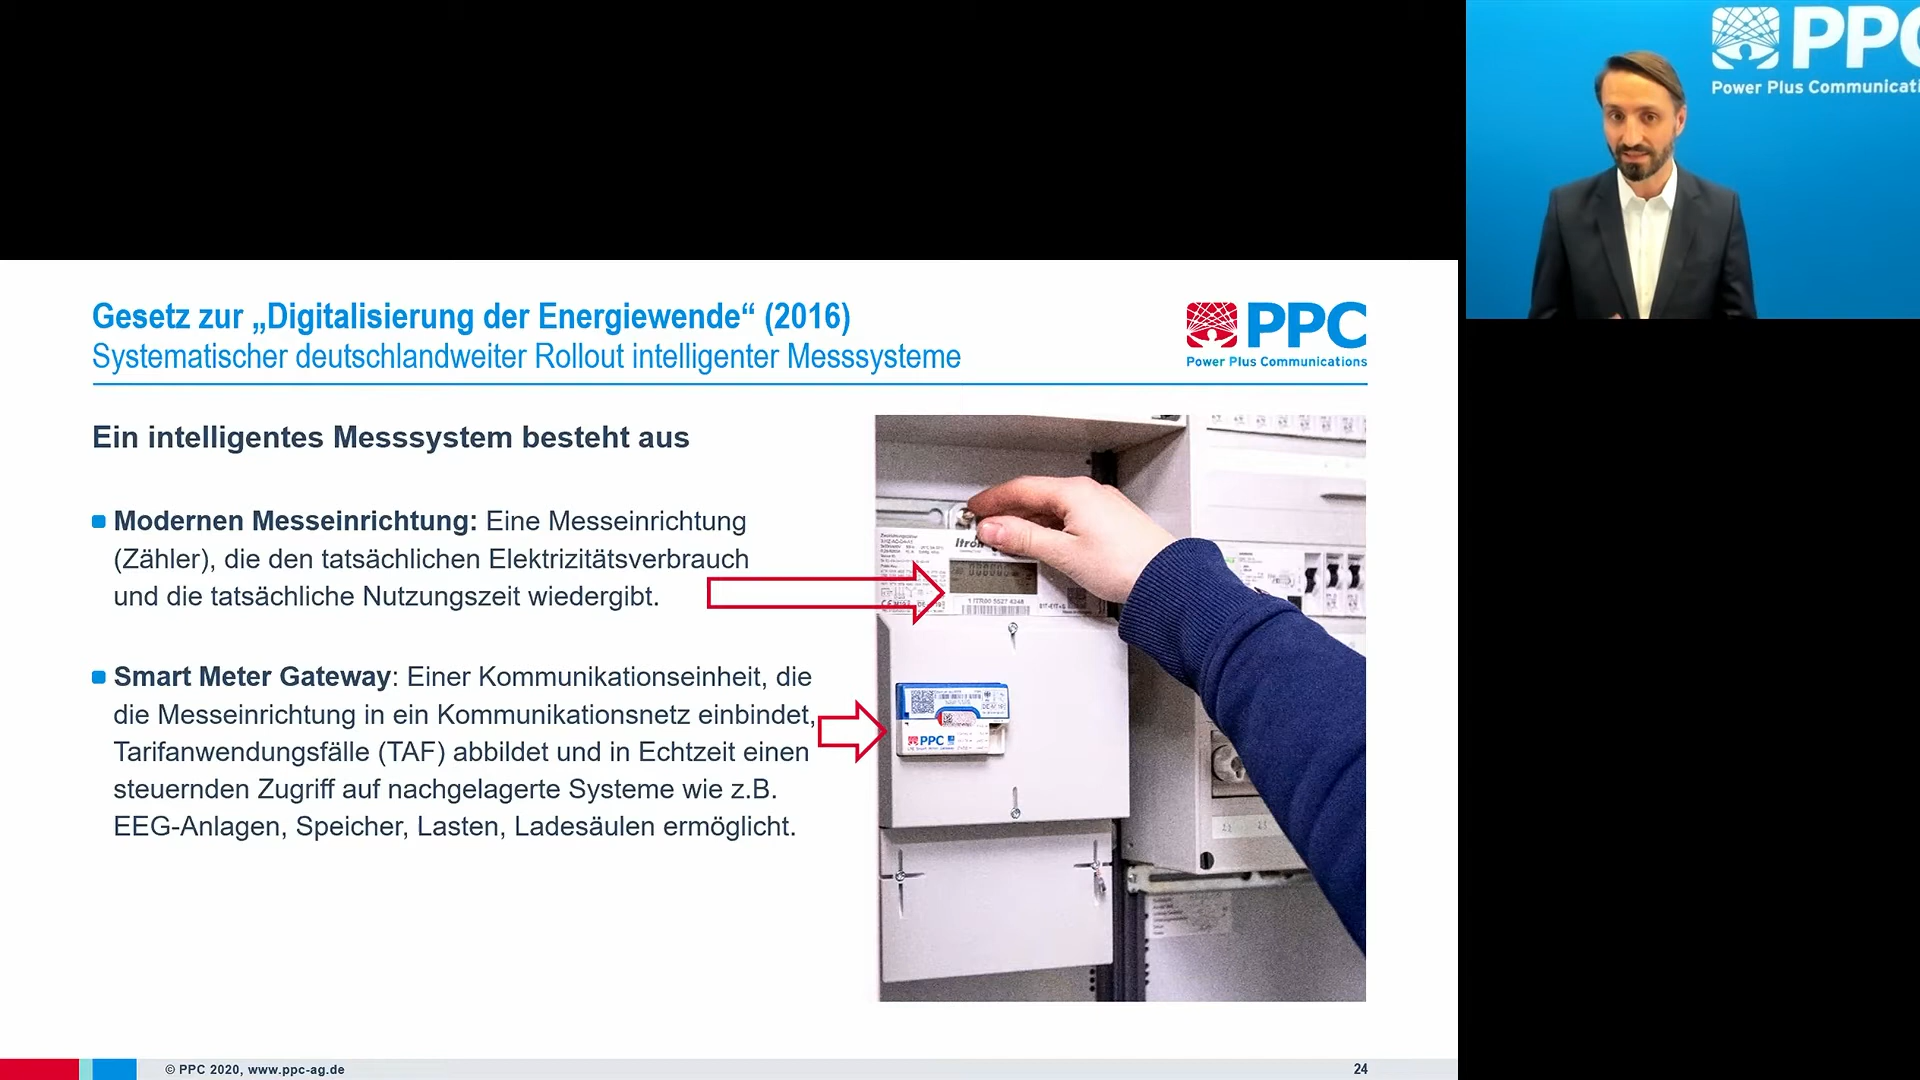 PPC
Power Plus Communicati
Gesetz zur „Digitalisierung der Energiewende“ (2016)
Systematischer deutschlandweiter Rollout intelligenter Messsysteme
PPC
Power Plus Communications
Ein intelligentes Messsystem besteht aus
Modernen Messeinrichtung: Eine Messeinrichtung
(Zähler), die den tatsächlichen Elektrizitätsverbrauch
und die tatsächliche Nutzungszeit wiedergibt.
Smart Meter Gateway: Einer Kommunikationseinheit, die
die Messeinrichtung in ein Kommunikationsnetz einbindet,
Tarifanwendungsfälle (TAF) abbildet und in Echtzeit einen
steuernden Zugriff auf nachgelagerte Systeme wie z.B.
EEG-Anlagen, Speicher, Lasten, Ladesäulen ermöglicht.
Itron
PPC
© PPC 2020, www.ppc-ag.de
24